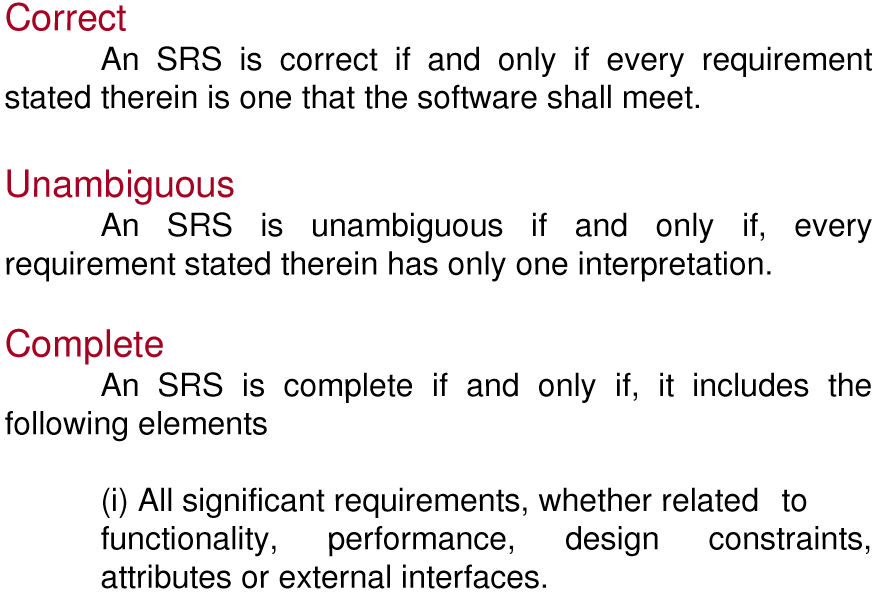 Correct
An SRS is correct if and only if every requirement
stated therein is one that the software shall meet.
Unambiguous
An SRS is unambiguous if and only if, every
requirement stated therein has only one interpretation.
Complete
An SRS is complete if and only if, it includes the
following elements
(i) All significant requirements, whether related to
functionality, performance, design constraints,
attributes or external interfaces.